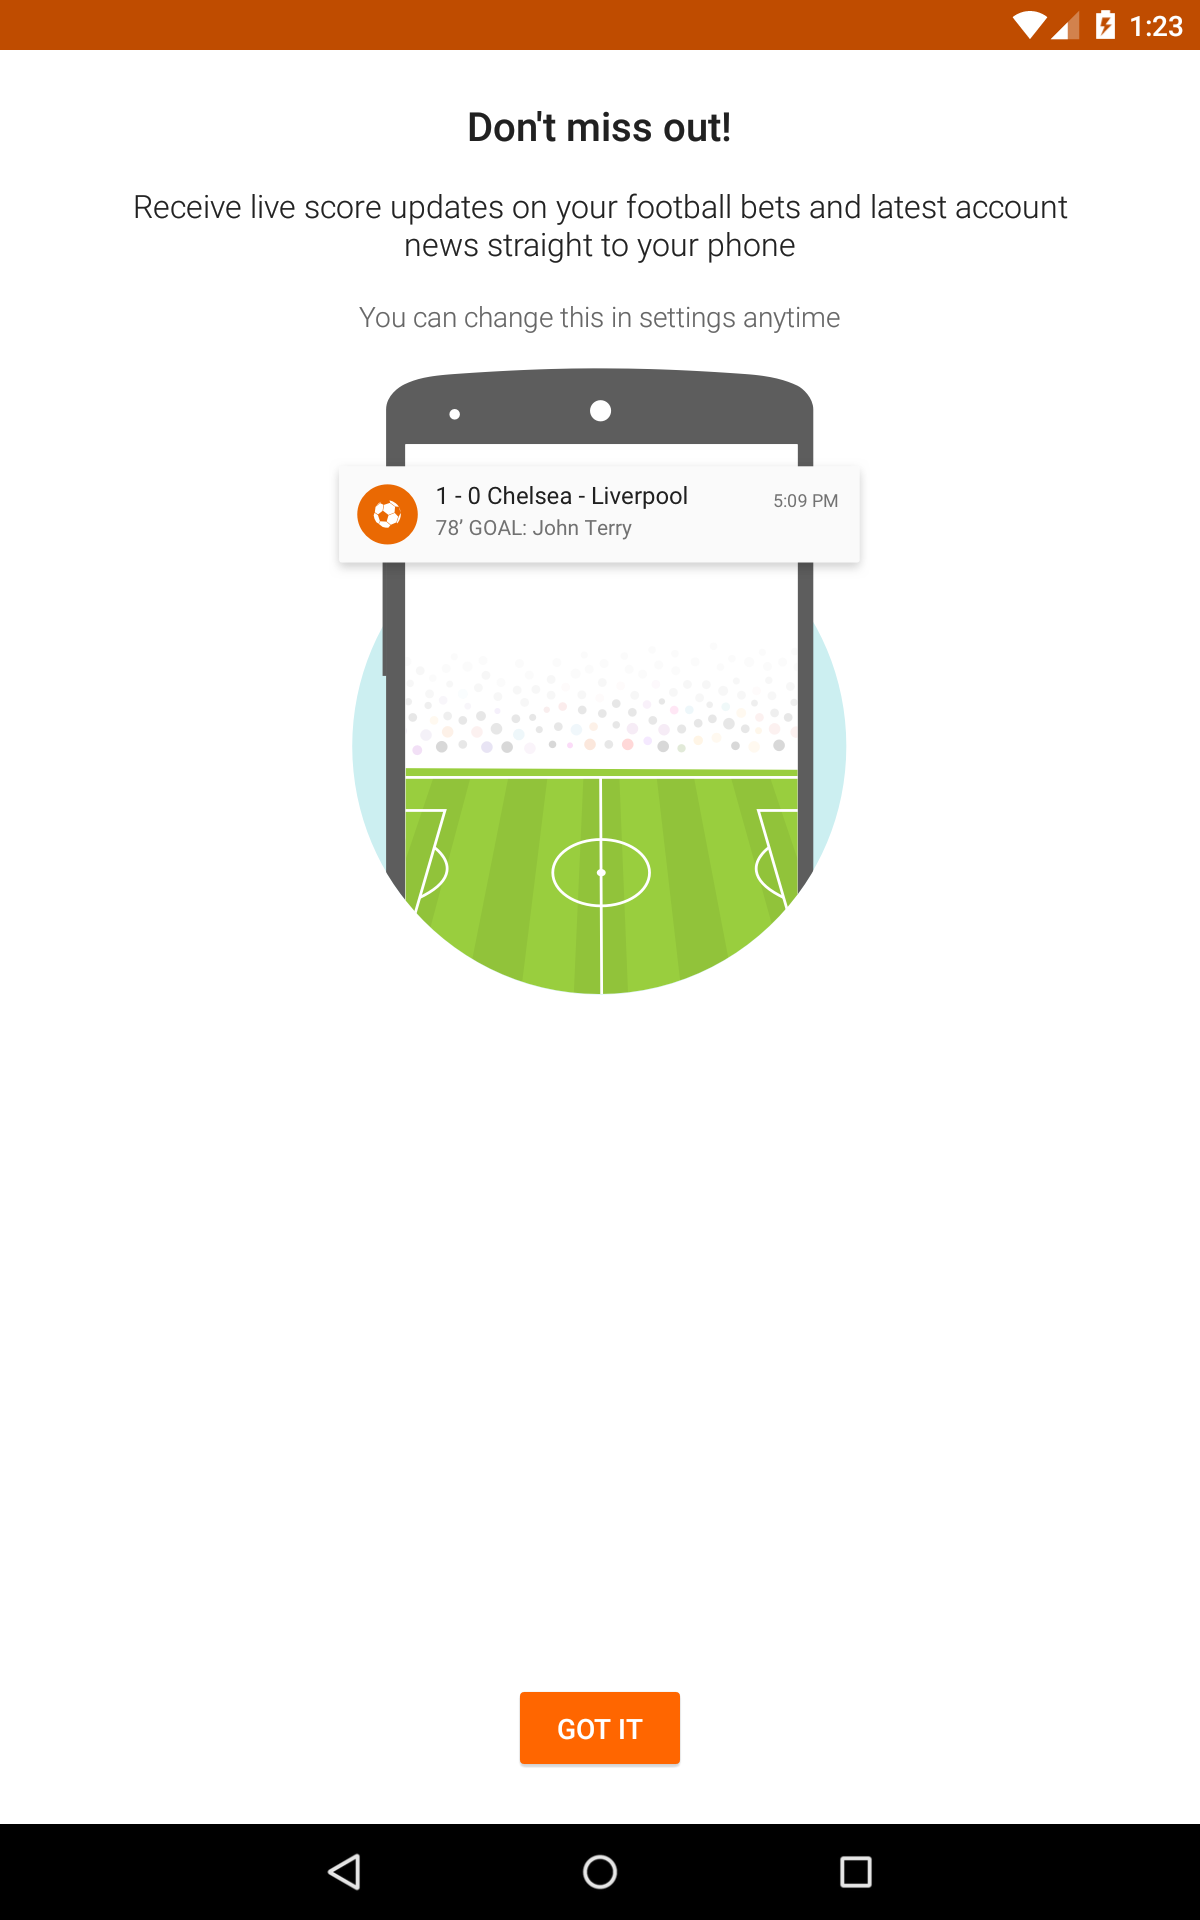 1:23
Don't miss out!
Receive live score updates on your football bets and latest account
news straight to your phone
You can change this in settings anytime
1 - 0 Chelsea - Liverpool
5:09 PM
78’ GOAL: John Terry
GOT IT